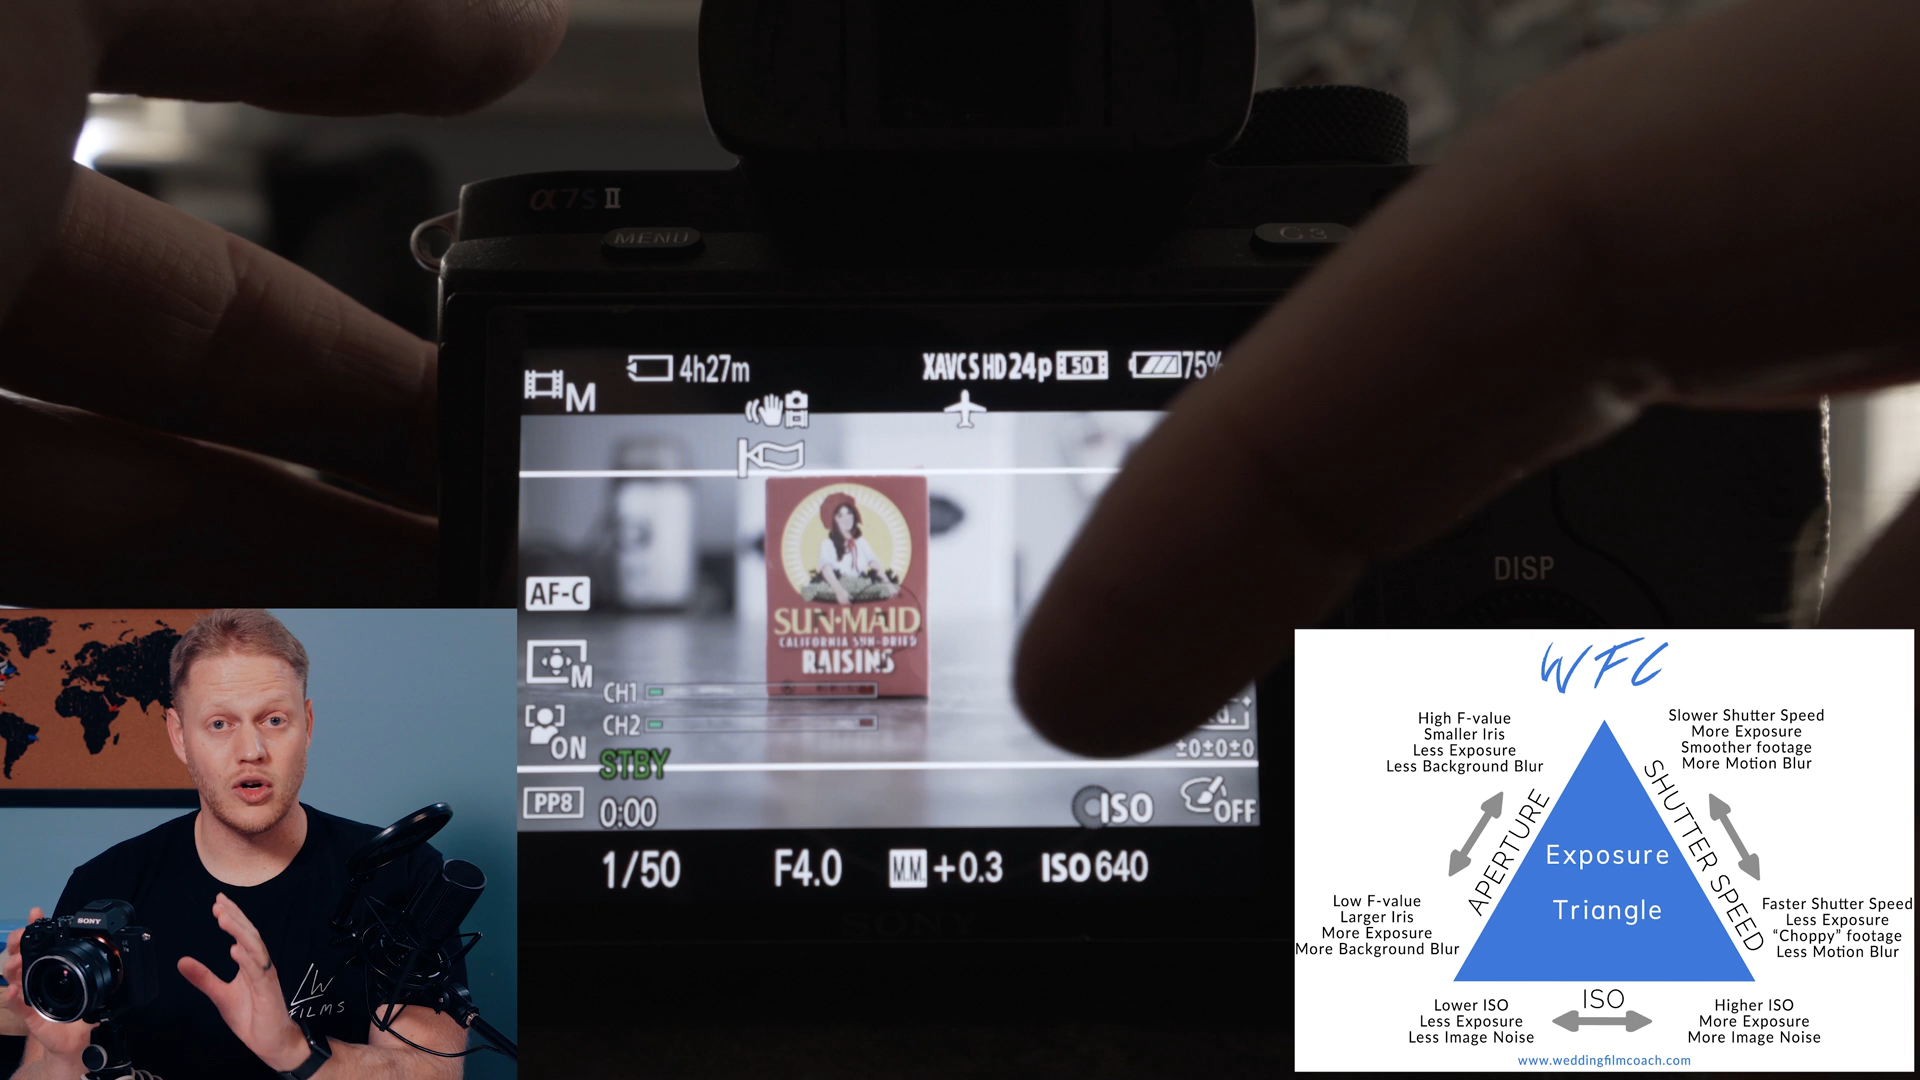 α7S II
MENU
C3
4h27m
XAVC S HD 24p 50
75%
M
AF-C
SUN·MAID
CALIFORNIA SUN-DRIED
RAISINS
M
CH1
CH2
ON
STBY
±0±0±0
PP8
0:00
ISO
OFF
1/50
F4.0
M.M.
+0.3
ISO 640
SONY
DISP
SONY
LW
FILMS
WFC
High F-value
Smaller Iris
Less Exposure
Less Background Blur
Slower Shutter Speed
More Exposure
Smoother footage
More Motion Blur
APERTURE
SHUTTER SPEED
Exposure
Triangle
Low F-value
Larger Iris
More Exposure
More Background Blur
Faster Shutter Speed
Less Exposure
“Choppy” footage
Less Motion Blur
ISO
Lower ISO
Less Exposure
Less Image Noise
Higher ISO
More Exposure
More Image Noise
www.weddingfilmcoach.com